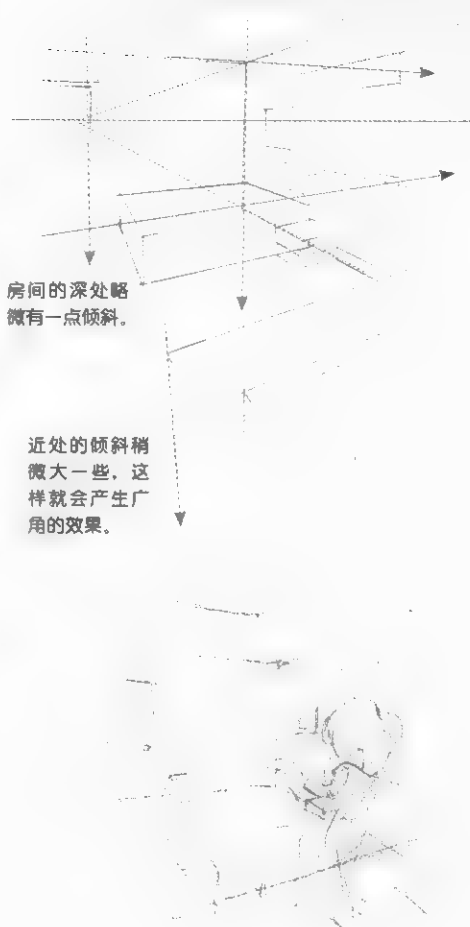 房间的深处略
微有一点倾斜。
近处的倾斜稍
微大一些，这
样就会产生广
角的效果。